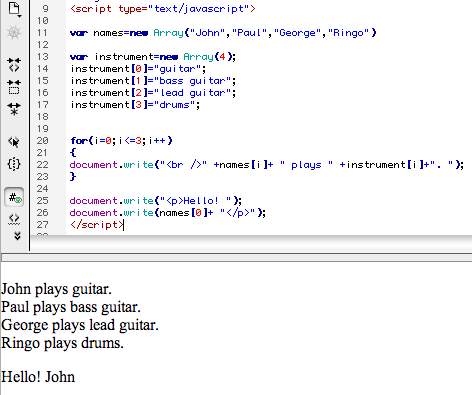 9 <script type="text/javascript">
10
11 var names=new Array("John","Paul","George","Ringo")
12
13 var instrument=new Array(4);
14 instrument[0]="guitar";
15 instrument[1]="bass guitar";
16 instrument[2]="lead guitar";
17 instrument[3]="drums";
18
19
20 for(i=0;i<=3;i++)
21 {
22 document.write("<br />" +names[i]+ " plays " +instrument[i]+". ");
23 }
24
25 document.write("<p>Hello! ");
26 document.write(names[0]+ "</p>");
27 </script>
John plays guitar.
Paul plays bass guitar.
George plays lead guitar.
Ringo plays drums.
Hello! John